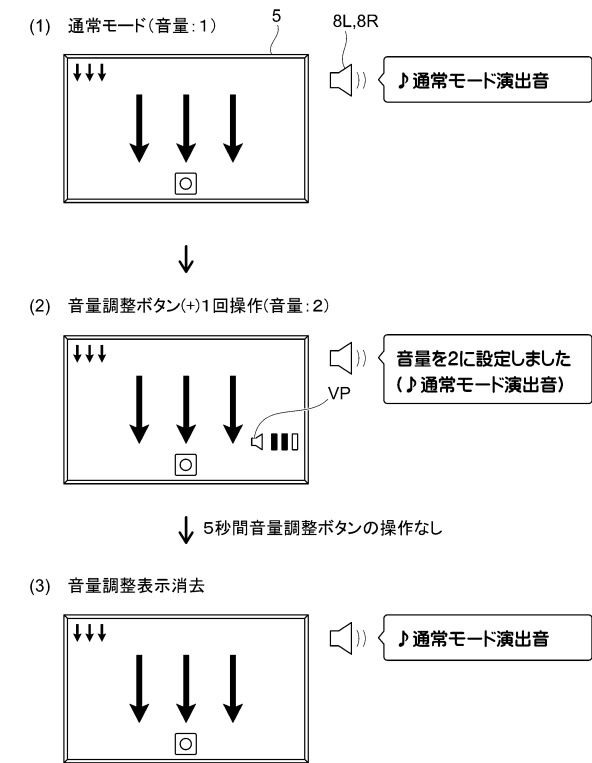 (1) 通常モード(音量:1)
5
8L,8R
♪通常モード演出音
(2) 音量調整ボタン(+)1回操作(音量:2)
音量を2に設定しました
(♪通常モード演出音)
VP
5秒間音量調整ボタンの操作なし
(3) 音量調整表示消去
♪通常モード演出音